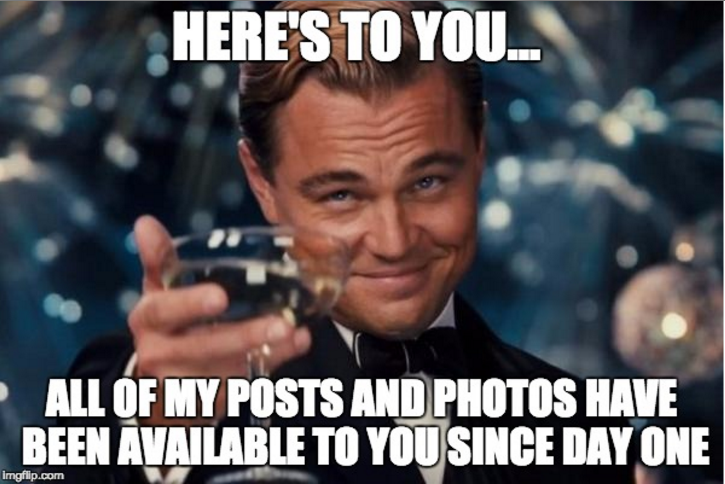 HERE'S TO YOU...
ALL OF MY POSTS AND PHOTOS HAVE
BEEN AVAILABLE TO YOU SINCE DAY ONE
imgflip.com